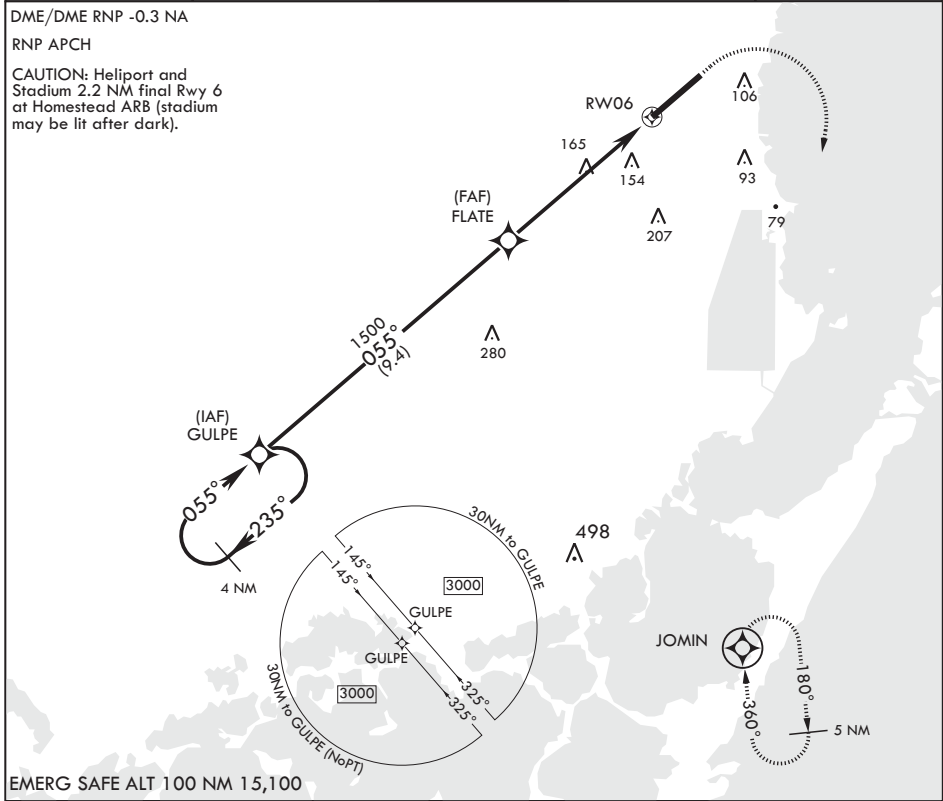 DME/DME RNP -0.3 NA
RNP APCH
CAUTION: Heliport and
Stadium 2.2 NM final Rwy 6
at Homestead ARB (stadium
may be lit after dark).
RW06
106
165
154
93
(FAF)
FLATE
207
79
1500
055°
(9.4)
280
(IAF)
GULPE
055°
235°
4 NM
30NM to GULPE
498
145°
145°
3000
GULPE
GULPE
JOMIN
3000
325°
325°
180°
360°
5 NM
30NM to GULPE (NoPT)
EMERG SAFE ALT 100 NM 15,100